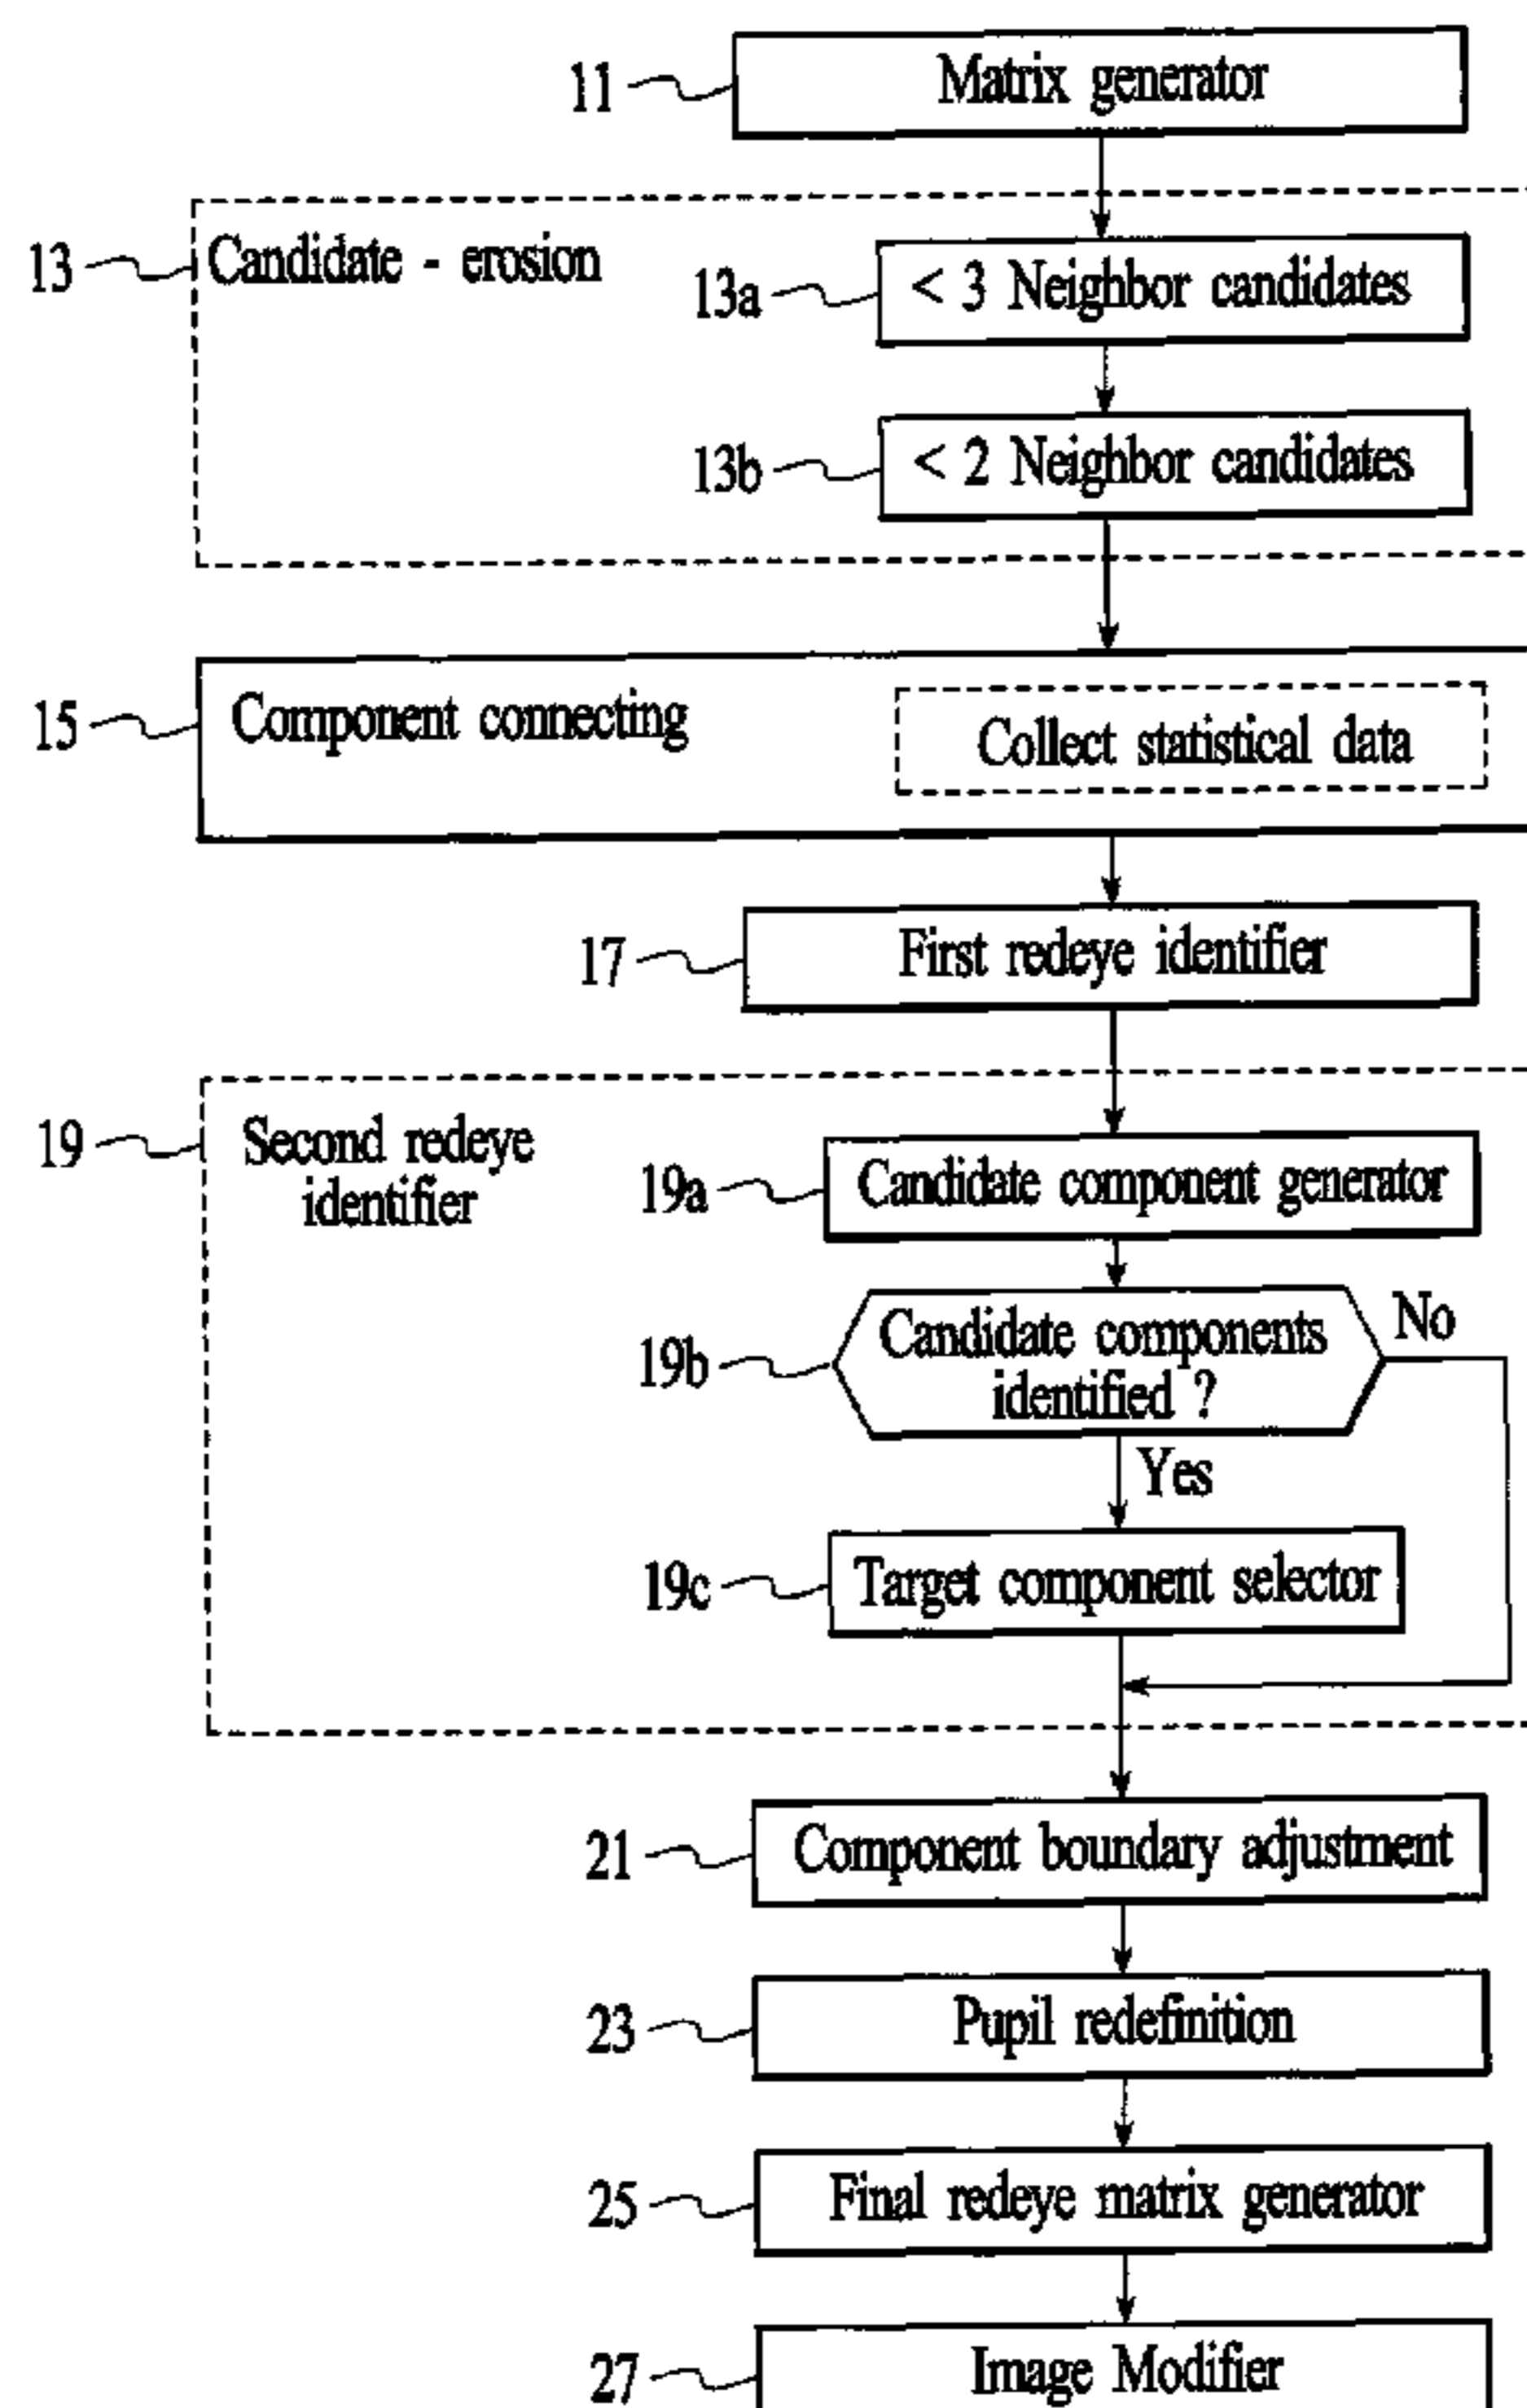 11
Matrix generator
13
Candidate - erosion
13a
< 3 Neighbor candidates
13b
< 2 Neighbor candidates
15
Component connecting
Collect statistical data
17
First redeye identifier
19
Second redeye
identifier
19a
Candidate component generator
19b
Candidate components
identified ?
No
Yes
19c
Target component selector
21
Component boundary adjustment
23
Pupil redefinition
25
Final redeye matrix generator
27
Image Modifier